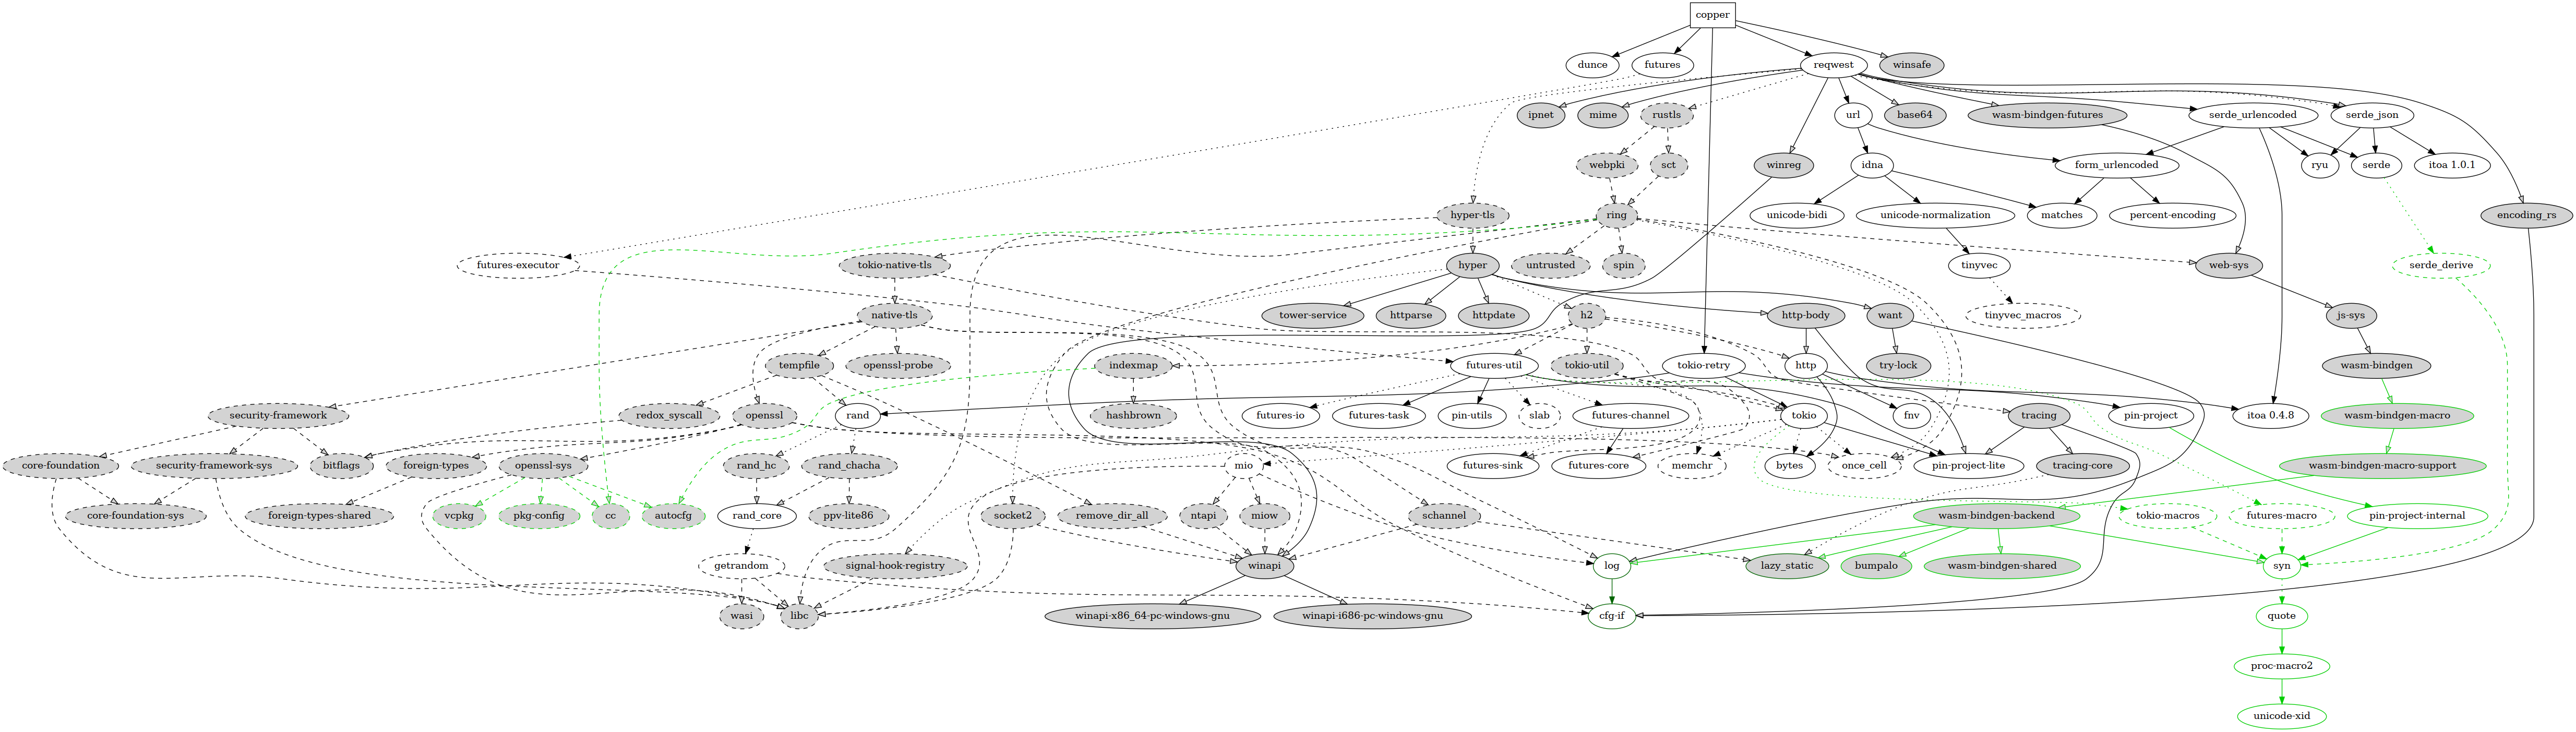 copper
dunce
futures
reqwest
winsafe
ipnet
mime
rustls
url
base64
wasm-bindgen-futures
serde_urlencoded
serde_json
webpki
sct
winreg
idna
form_urlencoded
ryu
serde
itoa 1.0.1
hyper-tls
ring
unicode-bidi
unicode-normalization
matches
percent-encoding
encoding_rs
futures-executor
tokio-native-tls
hyper
untrusted
spin
tinyvec
web-sys
serde_derive
native-tls
tower-service
httparse
httpdate
h2
http-body
want
tinyvec_macros
js-sys
tempfile
openssl-probe
indexmap
futures-util
tokio-util
tokio-retry
http
try-lock
wasm-bindgen
security-framework
redox_syscall
openssl
rand
hashbrown
futures-io
futures-task
pin-utils
slab
futures-channel
tokio
fnv
tracing
pin-project
itoa 0.4.8
wasm-bindgen-macro
core-foundation
security-framework-sys
bitflags
foreign-types
openssl-sys
rand_hc
rand_chacha
mio
futures-sink
futures-core
memchr
bytes
once_cell
pin-project-lite
tracing-core
wasm-bindgen-macro-support
core-foundation-sys
foreign-types-shared
vcpkg
pkg-config
cc
autocfg
rand_core
ppv-lite86
socket2
remove_dir_all
ntapi
miow
schannel
wasm-bindgen-backend
tokio-macros
futures-macro
pin-project-internal
getrandom
signal-hook-registry
winapi
log
lazy_static
bumpalo
wasm-bindgen-shared
syn
wasi
libc
winapi-x86_64-pc-windows-gnu
winapi-i686-pc-windows-gnu
cfg-if
quote
proc-macro2
unicode-xid